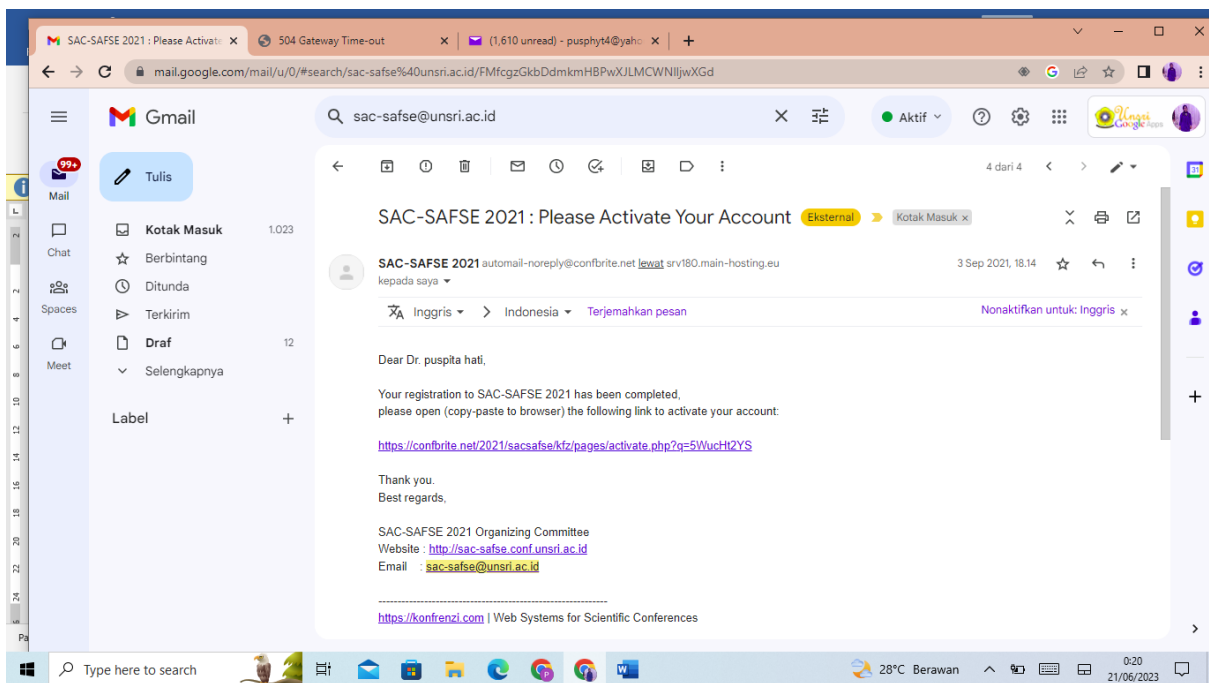 SAC-SAFSE 2021 : Please Activate
504 Gateway Time-out
(1,610 unread) - pusphyt4@yaho
mail.google.com/mail/u/0/#search/sac-safse%40unsri.ac.id/FMfcgzGkbDdmkmHBPwXJLMCWNlljwXGd
Gmail
sac-safse@unsri.ac.id
Aktif
Unsri
Google Apps
99+
Mail
Tulis
4 dari 4
31
Chat
Spaces
Meet
Kotak Masuk 1.023
Berbintang
Ditunda
Terkirim
Draf 12
Selengkapnya
Label
SAC-SAFSE 2021 : Please Activate Your Account Eksternal Kotak Masuk x
SAC-SAFSE 2021 automail-noreply@confbrite.net lewat srv180.main-hosting.eu 3 Sep 2021, 18.14
kepada saya
Inggris > Indonesia Terjemahkan pesan Nonaktifkan untuk: Inggris x
Dear Dr. puspita hati,
Your registration to SAC-SAFSE 2021 has been completed,
please open (copy-paste to browser) the following link to activate your account:
https://confbrite.net/2021/sacsafse/kfz/pages/activate.php?q=5WucHt2YS
Thank you.
Best regards,
SAC-SAFSE 2021 Organizing Committee
Website : http://sac-safse.conf.unsri.ac.id
Email : sac-safse@unsri.ac.id
------------------------------------------------------------
https://konfrenzi.com | Web Systems for Scientific Conferences
Pa
Type here to search
28°C Berawan
0:20
21/06/2023